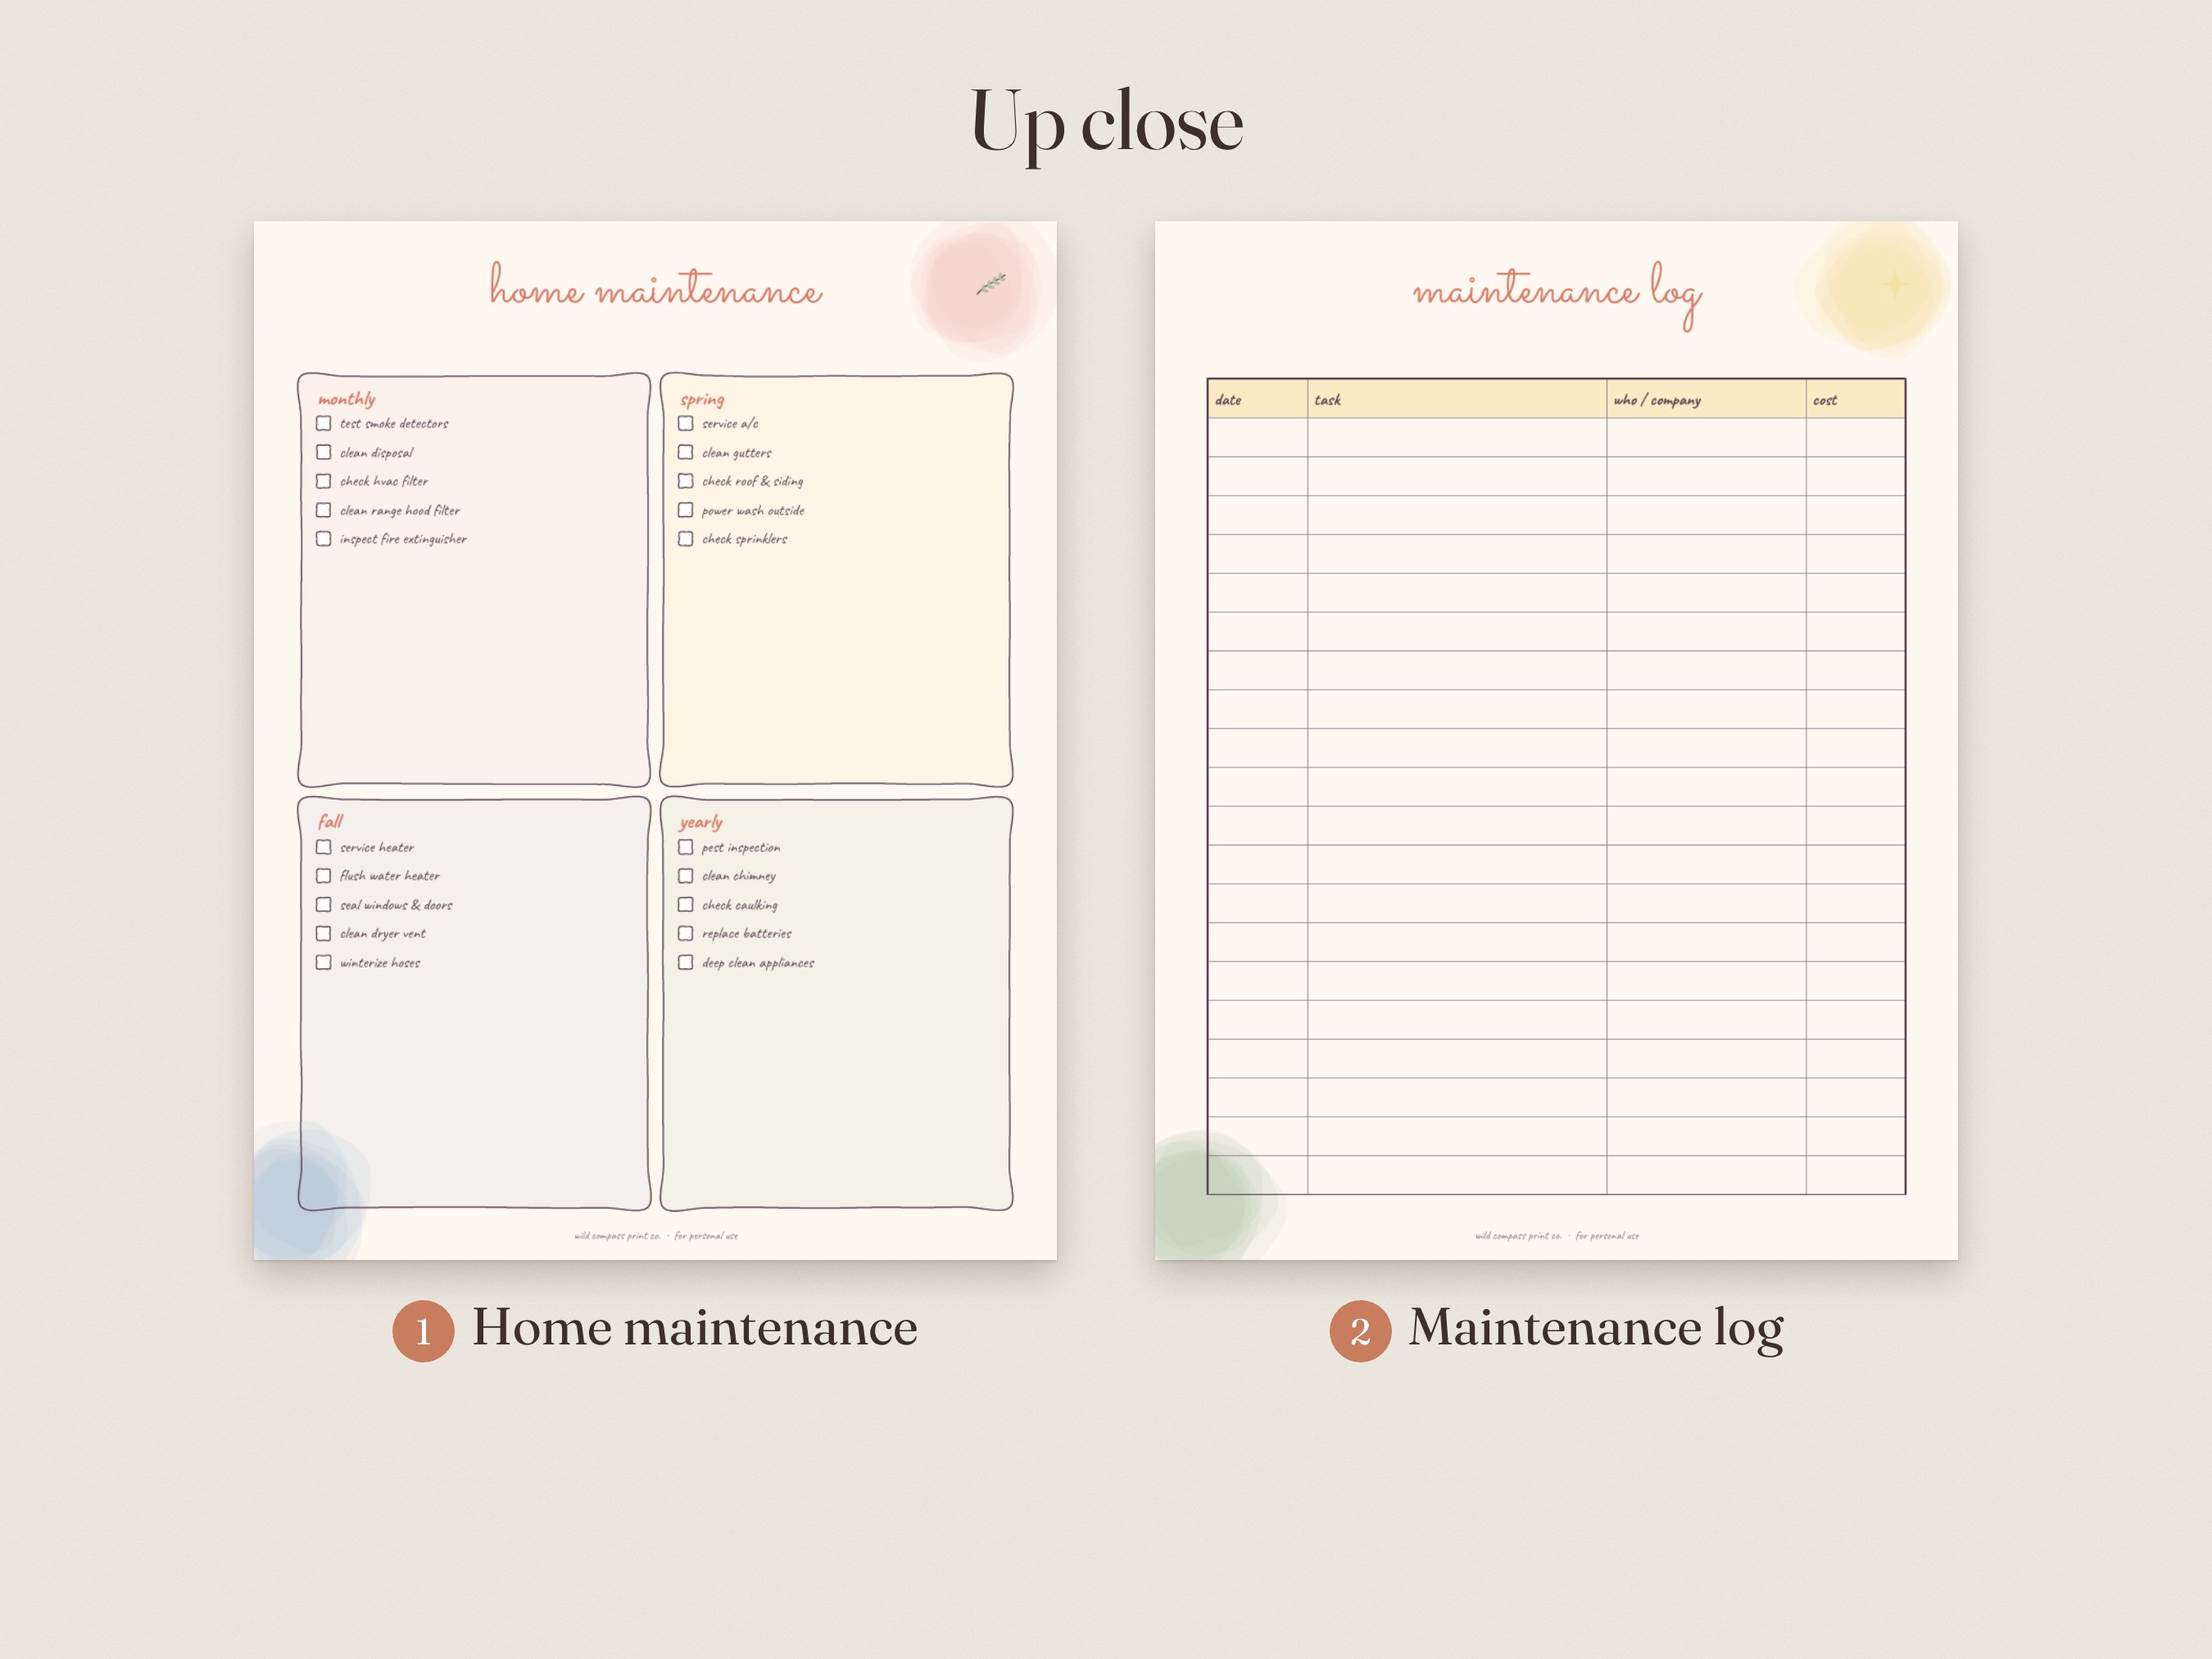 Up close
home maintenance
monthly
test smoke detectors
clean disposal
check hvac filter
clean range hood filter
inspect fire extinguisher
spring
service a/c
clean gutters
check roof & siding
power wash outside
check sprinklers
fall
service heater
flush water heater
seal windows & doors
clean dryer vent
winterize hoses
yearly
pest inspection
clean chimney
check caulking
replace batteries
deep clean appliances
wild compass print co. · for personal use
1 Home maintenance
maintenance log
date task who / company cost
wild compass print co. · for personal use
2 Maintenance log